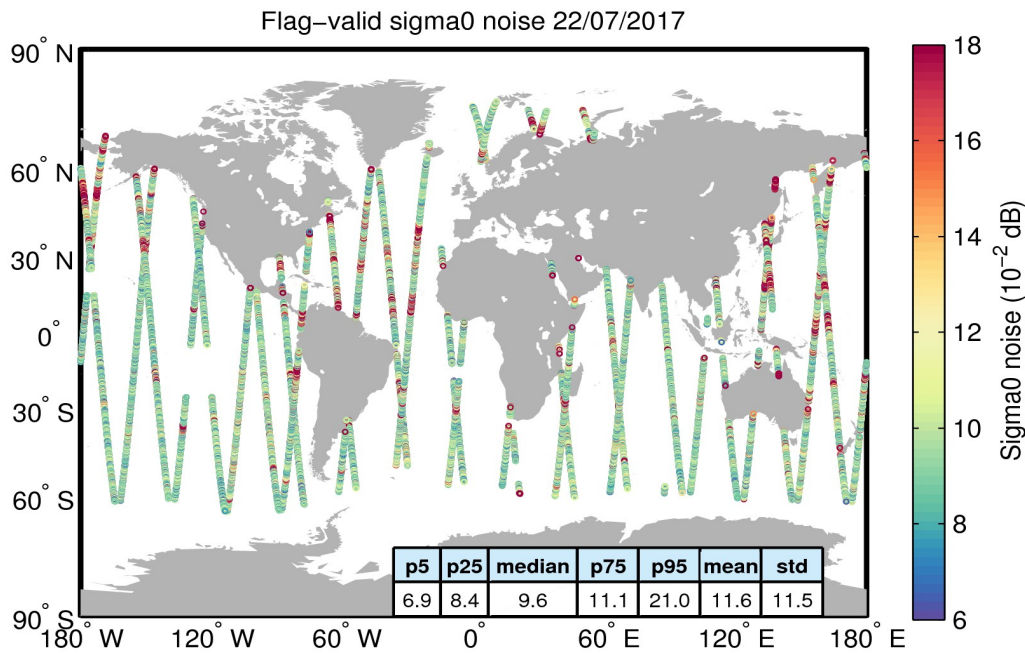 Flag−valid sigma0 noise 22/07/2017
90° N
60° N
30° N
0°
30° S
60° S
90° S
180° W 120° W 60° W 0° 60° E 120° E 180° E
p5 p25 median p75 p95 mean std
6.9 8.4 9.6 11.1 21.0 11.6 11.5
18
16
14
12
10
8
6
Sigma0 noise (10⁻² dB)